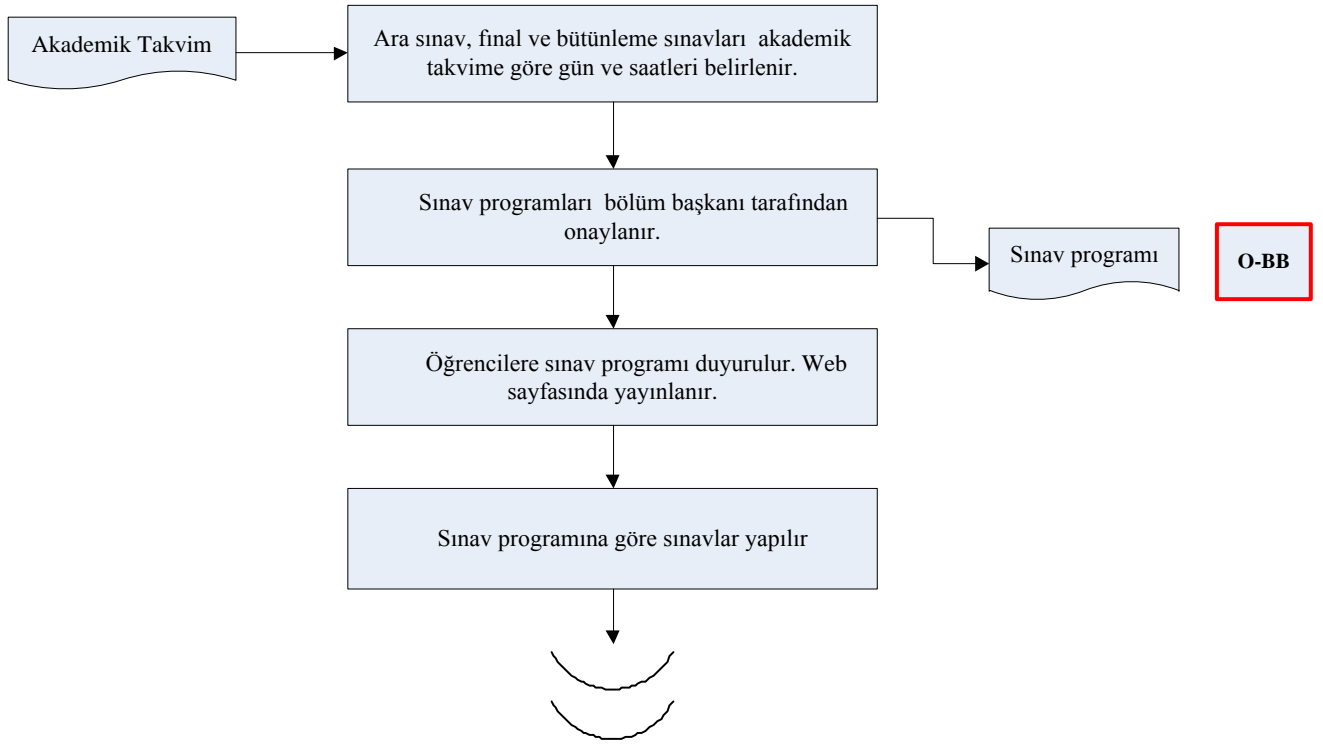 Akademik Takvim
Ara sınav, fınal ve bütünleme sınavları akademik
takvime göre gün ve saatleri belirlenir.
Sınav programları bölüm başkanı tarafından
onaylanır.
Sınav programı
O-BB
Öğrencilere sınav programı duyurulur. Web
sayfasında yayınlanır.
Sınav programına göre sınavlar yapılır